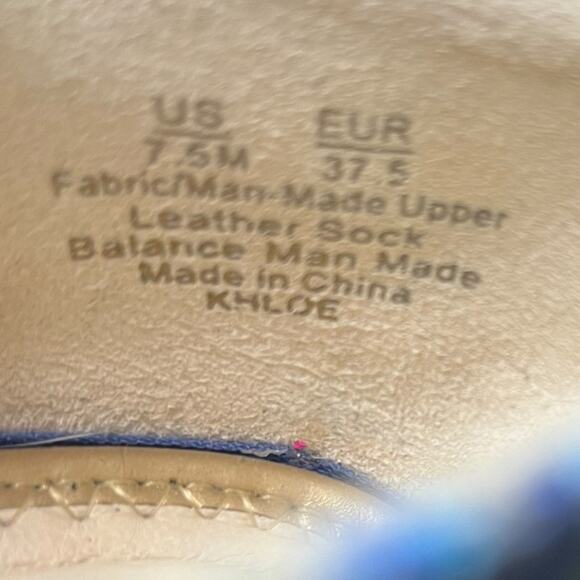 US EUR
7.5M 37.5
Fabric/Man-Made Upper
Leather Sock
Balance Man Made
Made in China
KHLOE